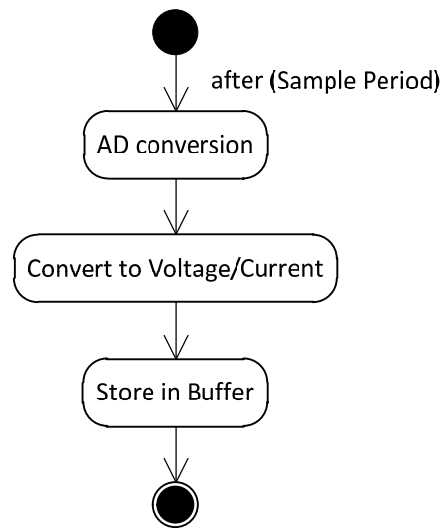 after (Sample Period)
AD conversion
Convert to Voltage/Current
Store in Buffer